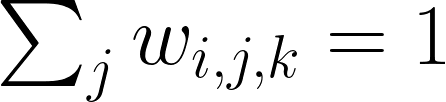 ∑_j w_{i,j,k} = 1